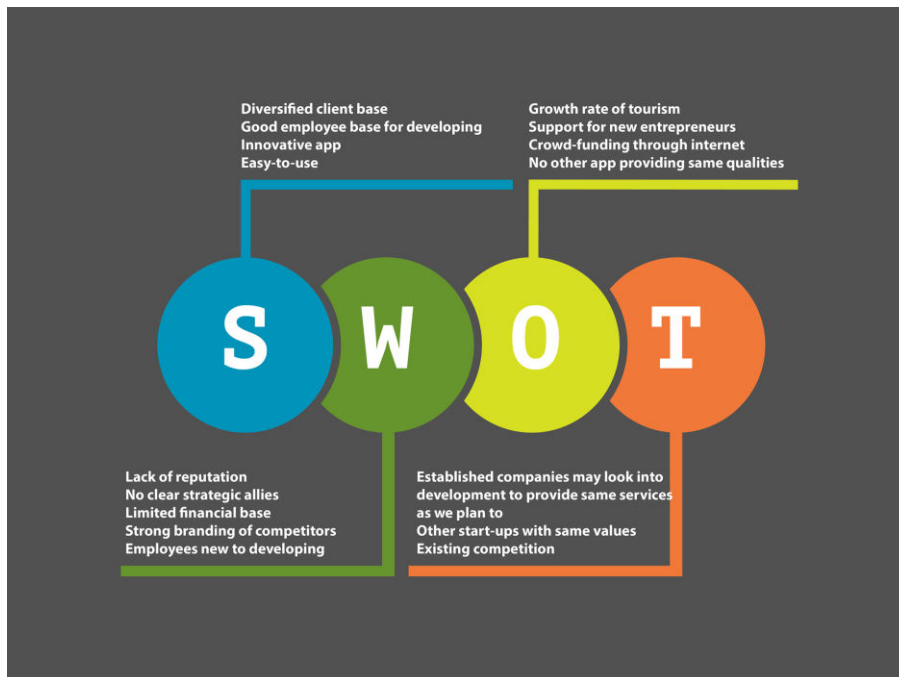 Diversified client base
Good employee base for developing
Innovative app
Easy-to-use
Growth rate of tourism
Support for new entrepreneurs
Crowd-funding through internet
No other app providing same qualities
S W O T
Lack of reputation
No clear strategic allies
Limited financial base
Strong branding of competitors
Employees new to developing
Established companies may look into
development to provide same services
as we plan to
Other start-ups with same values
Existing competition